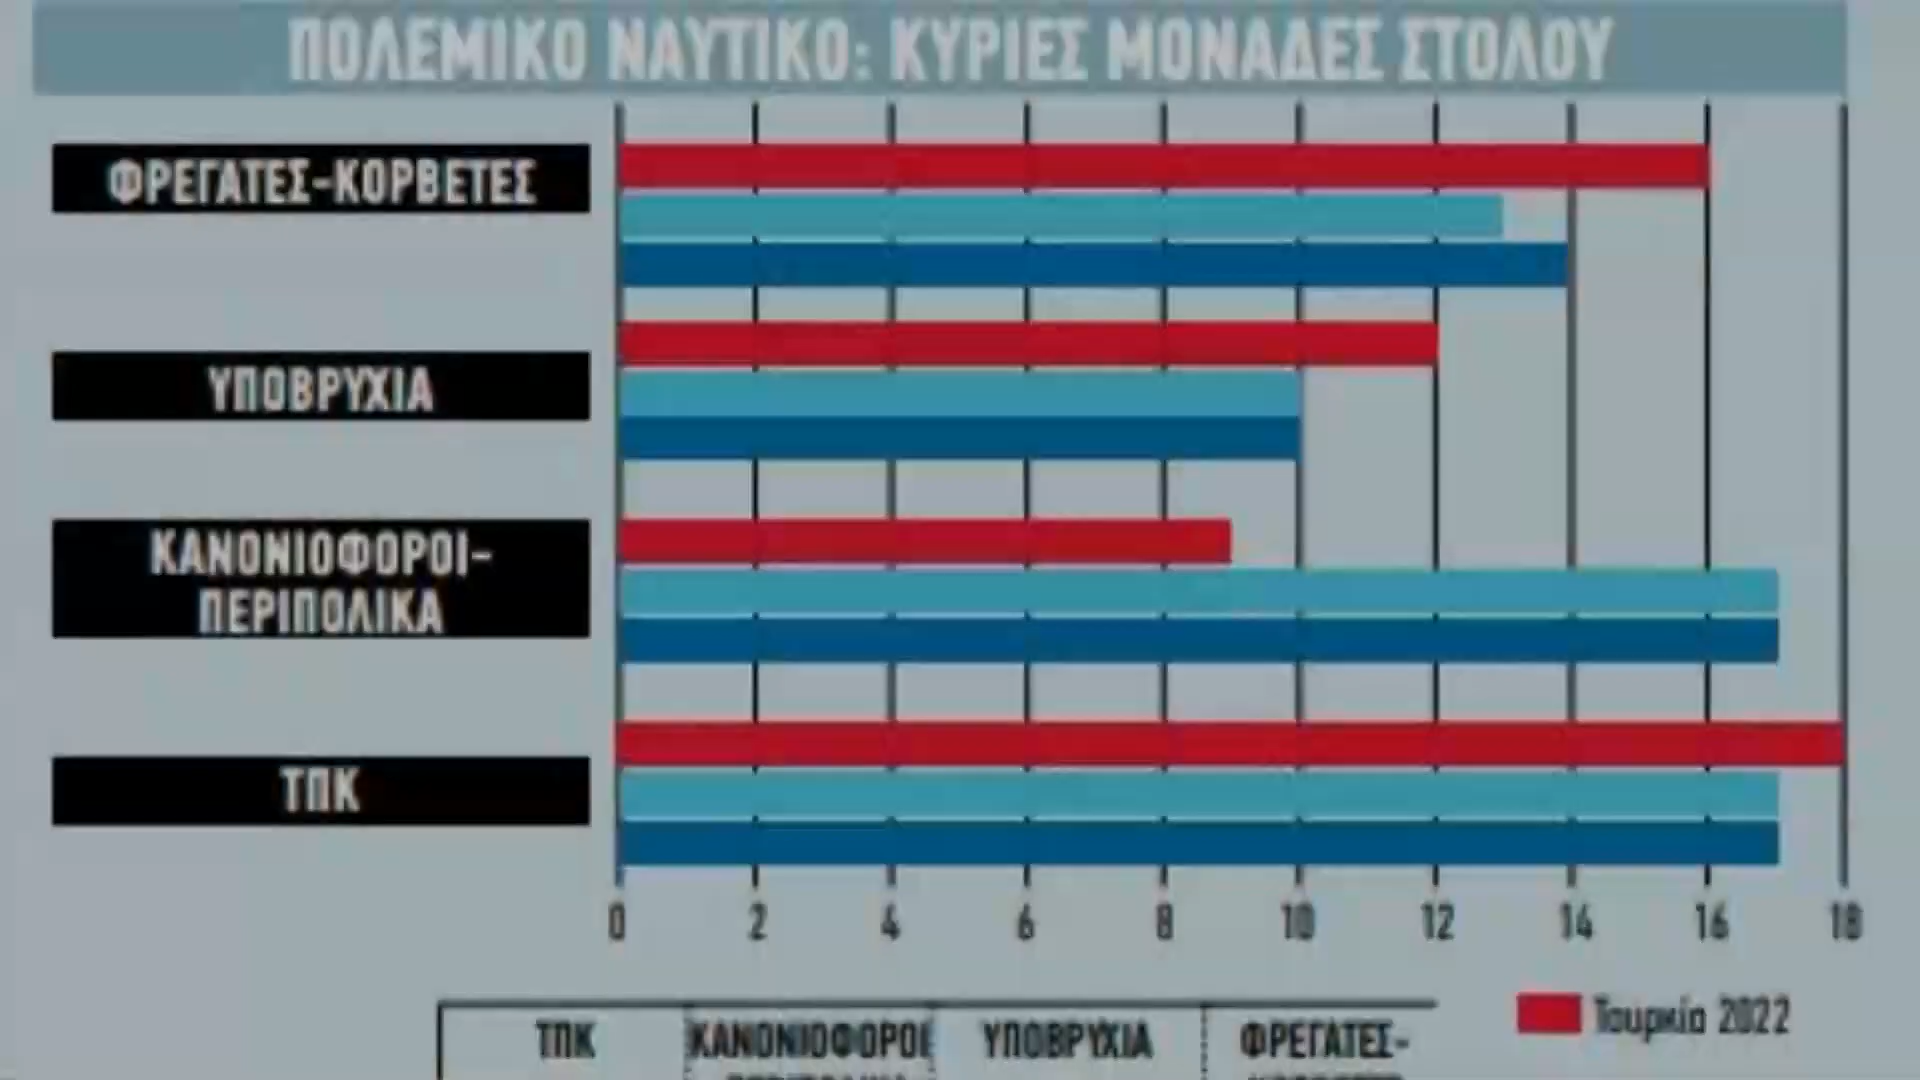 ΠΟΛΕΜΙΚΟ ΝΑΥΤΙΚΟ: ΚΥΡΙΕΣ ΜΟΝΑΔΕΣ ΣΤΟΛΟΥ
ΦΡΕΓΑΤΕΣ-ΚΟΡΒΕΤΕΣ
ΥΠΟΒΡΥΧΙΑ
ΚΑΝΟΝΙΟΦΟΡΟΙ-
ΠΕΡΙΠΟΛΙΚΑ
ΤΠΚ
0 2 4 6 8 10 12 14 16 18
Τουρκία 2022
ΤΠΚ ΚΑΝΟΝΙΟΦΟΡΟΙ ΥΠΟΒΡΥΧΙΑ ΦΡΕΓΑΤΕΣ-